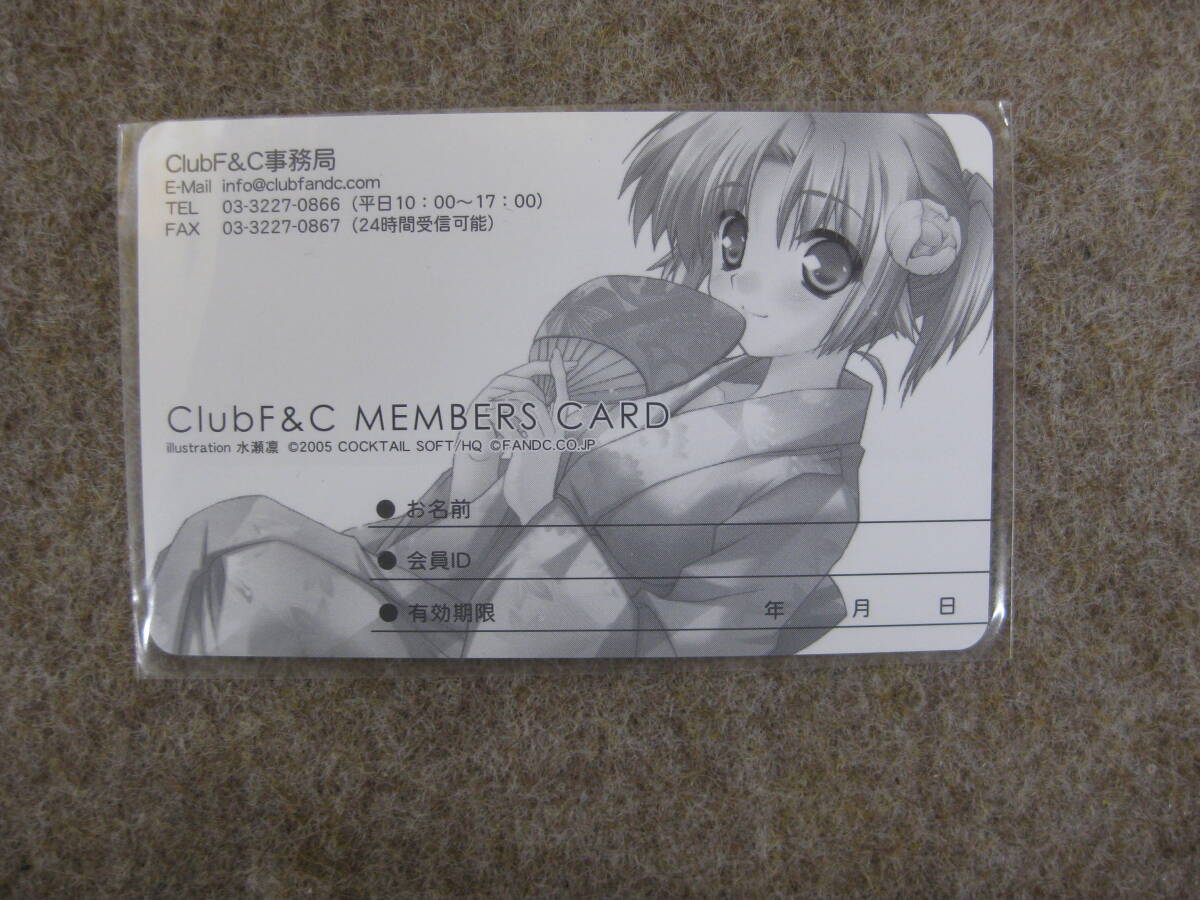 ClubF&C事務局
E-Mail info@clubfandc.com
TEL 03-3227-0866（平日10：00～17：00）
FAX 03-3227-0867（24時間受信可能）
ClubF&C MEMBERS CARD
illustration 水瀬凛 ©2005 COCKTAIL SOFT/HQ ©FANDC.CO.JP
● お名前
● 会員ID
● 有効期限 年 月 日